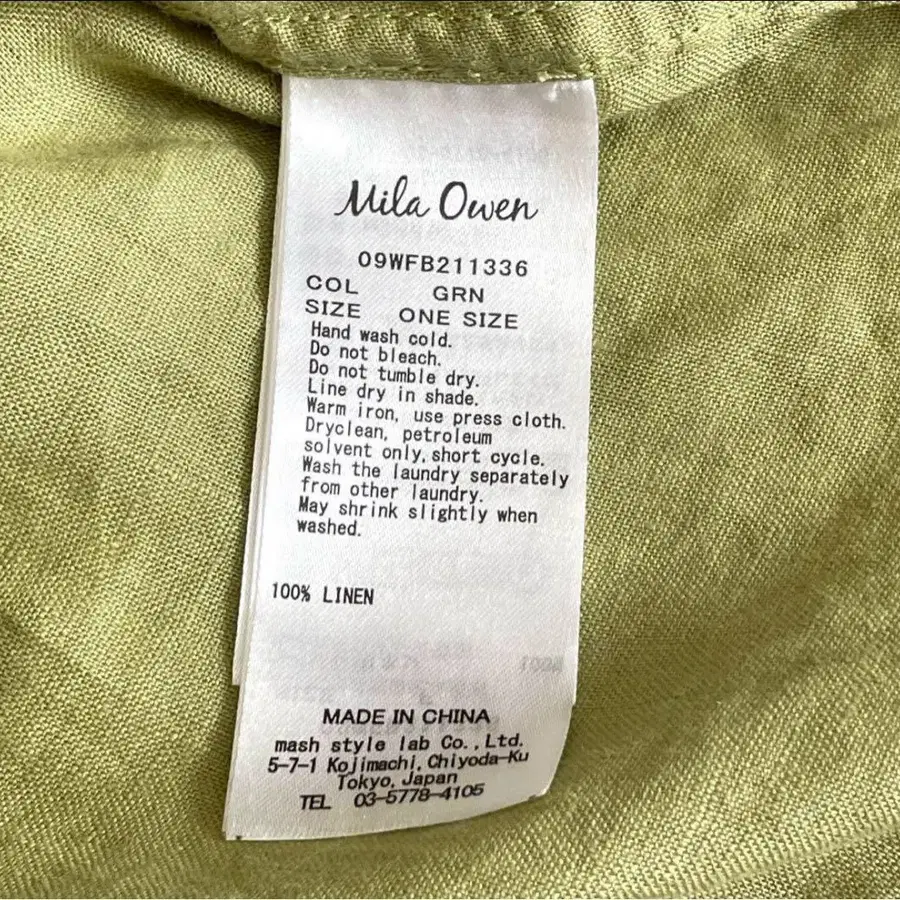 Mila Owen
09WFB211336
COL GRN
SIZE ONE SIZE
Hand wash cold.
Do not bleach.
Do not tumble dry.
Line dry in shade.
Warm iron, use press cloth.
Dryclean, petroleum
solvent only,short cycle.
Wash the laundry separately
from other laundry.
May shrink slightly when
washed.
100% LINEN
MADE IN CHINA
mash style lab Co.,Ltd.
5-7-1 Kojimachi,Chiyoda-Ku
Tokyo,Japan
TEL 03-5778-4105